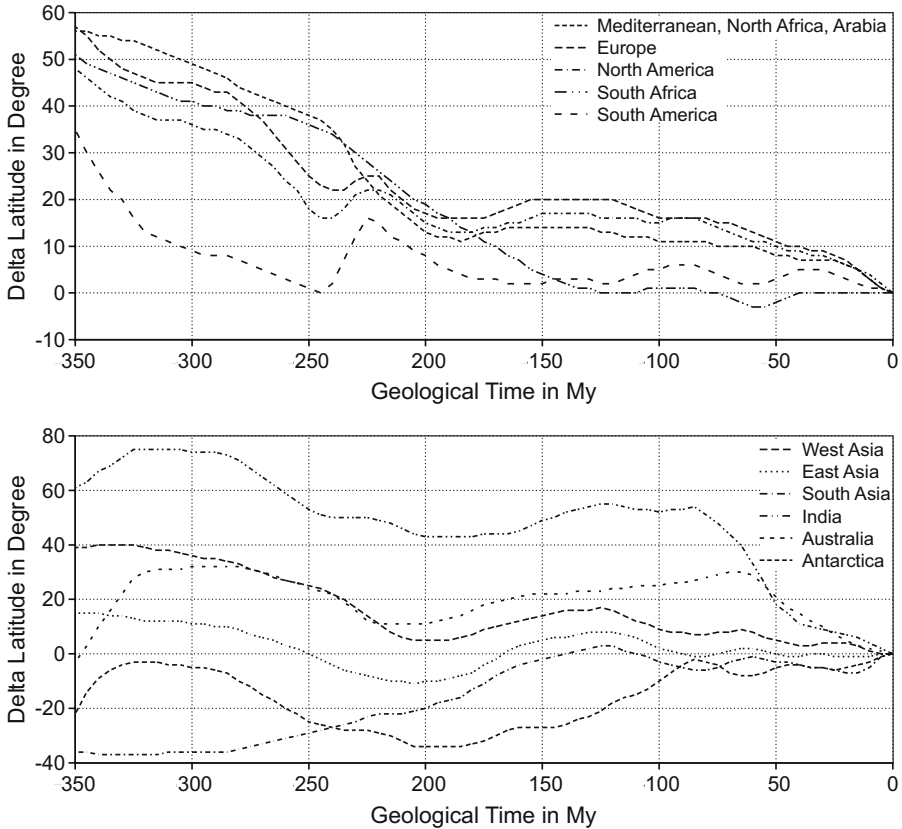 60
50
40
30
20
10
0
-10
Delta Latitude in Degree
Mediterranean, North Africa, Arabia
Europe
North America
South Africa
South America
-350 -300 -250 -200 -150 -100 -50 0
Geological Time in My
80
60
40
20
0
-20
-40
Delta Latitude in Degree
West Asia
East Asia
South Asia
India
Australia
Antarctica
-350 -300 -250 -200 -150 -100 -50 0
Geological Time in My